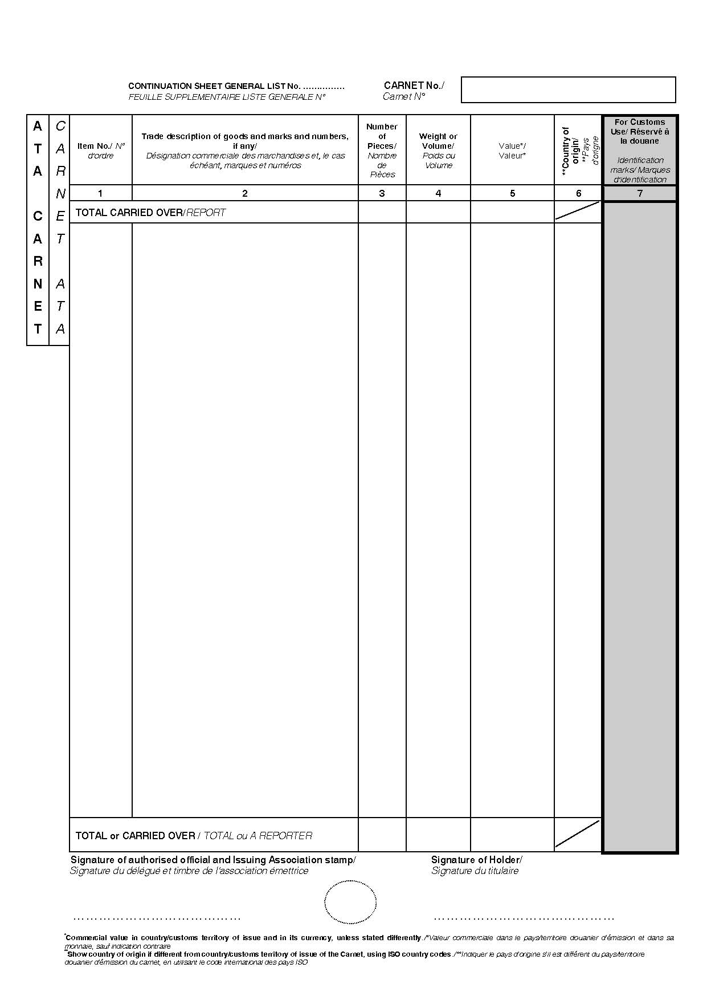 CONTINUATION SHEET GENERAL LIST No. ...............
FEUILLE SUPPLEMENTAIRE LISTE GENERALE N°
CARNET No./
Carnet N°
A T A C A R N E T
C A R N E T A T A
Item No./ N°
d'ordre
Trade description of goods and marks and numbers,
if any/
Désignation commerciale des marchandises et, le cas
échéant, marques et numéros
Number
of
Pieces/
Nombre
de
Pièces
Weight or
Volume/
Poids ou
Volume
Value*/
Valeur*
**Country of
origin/
**Pays
d'origne
For Customs
Use/ Réservé à
la douane
Identification
marks/ Marques
d'identification
1 2 3 4 5 6 7
TOTAL CARRIED OVER/REPORT
TOTAL or CARRIED OVER / TOTAL ou A REPORTER
Signature of authorised official and Issuing Association stamp/
Signature du délégué et timbre de l'association émettrice
Signature of Holder/
Signature du titulaire
.......................................
..........................................
*Commercial value in country/customs territory of issue and in its currency, unless stated differently./*Valeur commerciale dans le pays/territoire douanier d'émission et dans sa
monnaie, sauf indication contraire
**Show country of origin if different from country/customs territory of issue of the Carnet, using ISO country codes./**Indiquer le pays d'origine s'il est différent du pays/territoire
douanier d'émission du carnet, en utilisant le code international des pays ISO